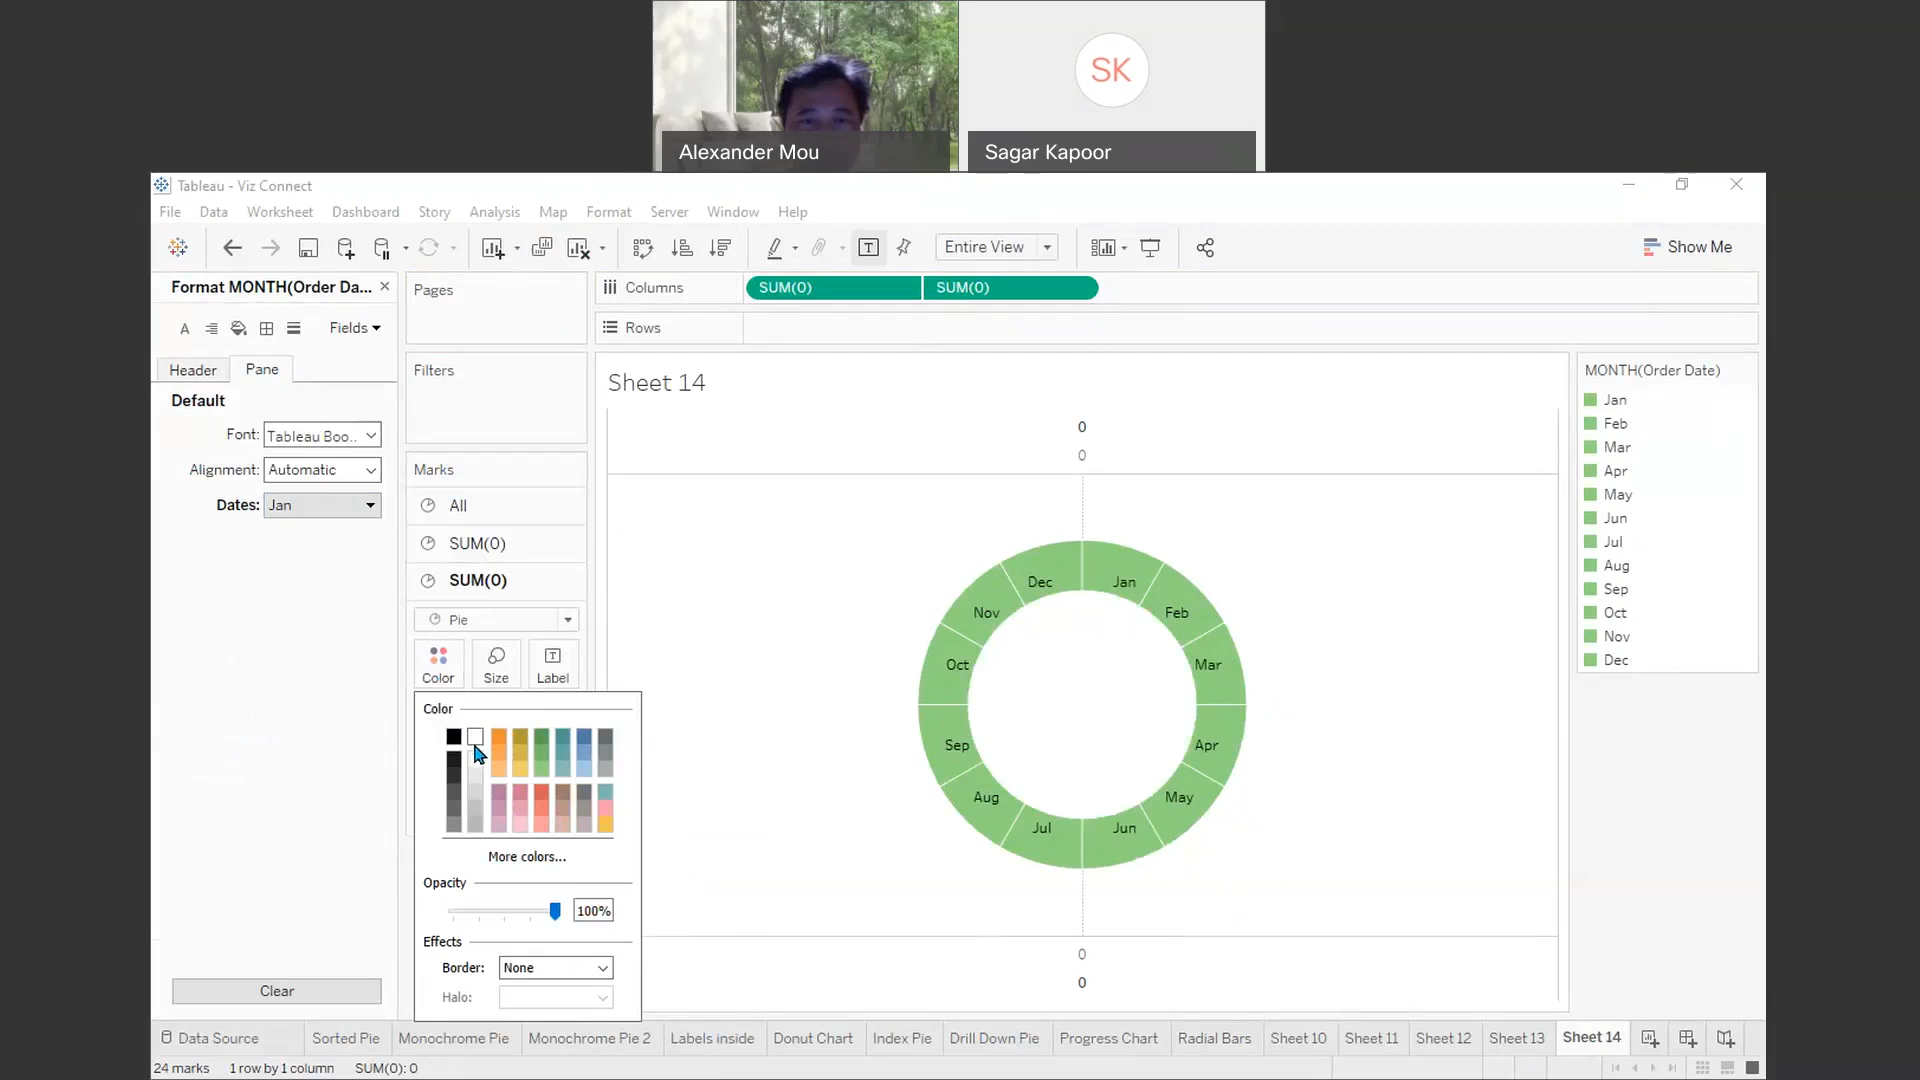 SK
Alexander Mou
Sagar Kapoor
Tableau - Viz Connect
File Data Worksheet Dashboard Story Analysis Map Format Server Window Help
Entire View
Show Me
Format MONTH(Order Da...
Fields
Header Pane
Default
Font: Tableau Boo..
Alignment: Automatic
Dates: Jan
Clear
Pages
Filters
Marks
All
SUM(0)
SUM(0)
Pie
Color Size Label
Color
More colors...
Opacity
100%
Effects
Border: None
Halo:
Columns SUM(0) SUM(0)
Rows
Sheet 14
0
0
Dec Jan
Nov Feb
Oct Mar
Sep Apr
Aug May
Jul Jun
0
0
MONTH(Order Date)
Jan
Feb
Mar
Apr
May
Jun
Jul
Aug
Sep
Oct
Nov
Dec
Data Source Sorted Pie Monochrome Pie Monochrome Pie 2 Labels inside Donut Chart Index Pie Drill Down Pie Progress Chart Radial Bars Sheet 10 Sheet 11 Sheet 12 Sheet 13 Sheet 14
24 marks 1 row by 1 column SUM(0): 0